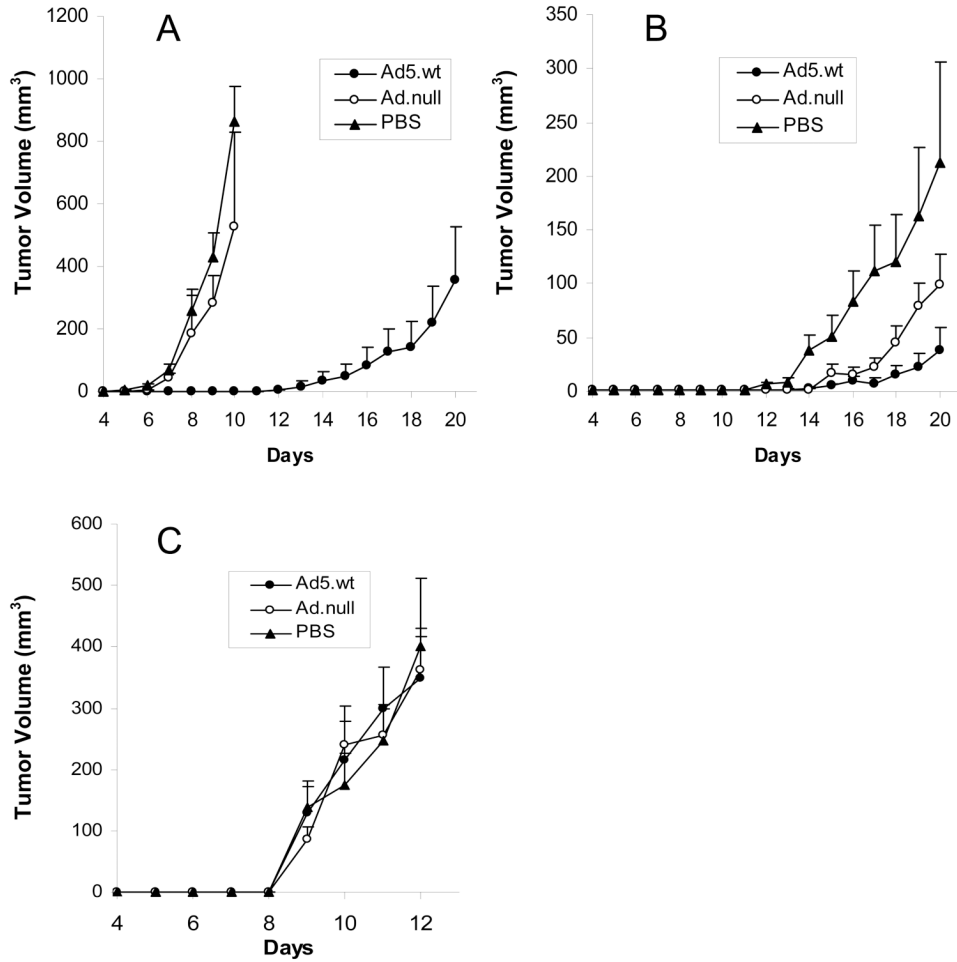 A
Tumor Volume (mm³)
1200
1000
800
600
400
200
0
4 6 8 10 12 14 16 18 20
Days
Ad5.wt
Ad.null
PBS
B
Tumor Volume (mm³)
350
300
250
200
150
100
50
0
4 6 8 10 12 14 16 18 20
Days
Ad5.wt
Ad.null
PBS
C
Tumor Volume (mm³)
600
500
400
300
200
100
0
4 6 8 10 12
Days
Ad5.wt
Ad.null
PBS